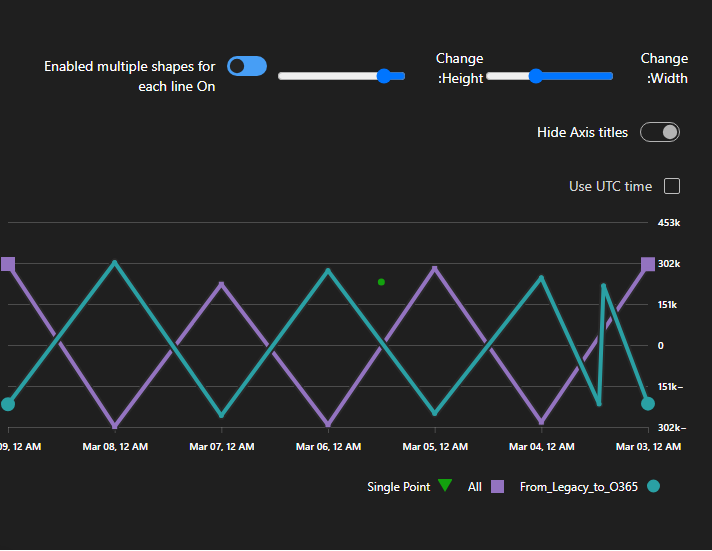 Change :Width
Change :Height
Enabled multiple shapes for
each line On
Hide Axis titles
Use UTC time
453k
302k
151k
0
151k−
302k−
09, 12 AM Mar 08, 12 AM Mar 07, 12 AM Mar 06, 12 AM Mar 05, 12 AM Mar 04, 12 AM Mar 03, 12 AM
Single Point All From_Legacy_to_O365